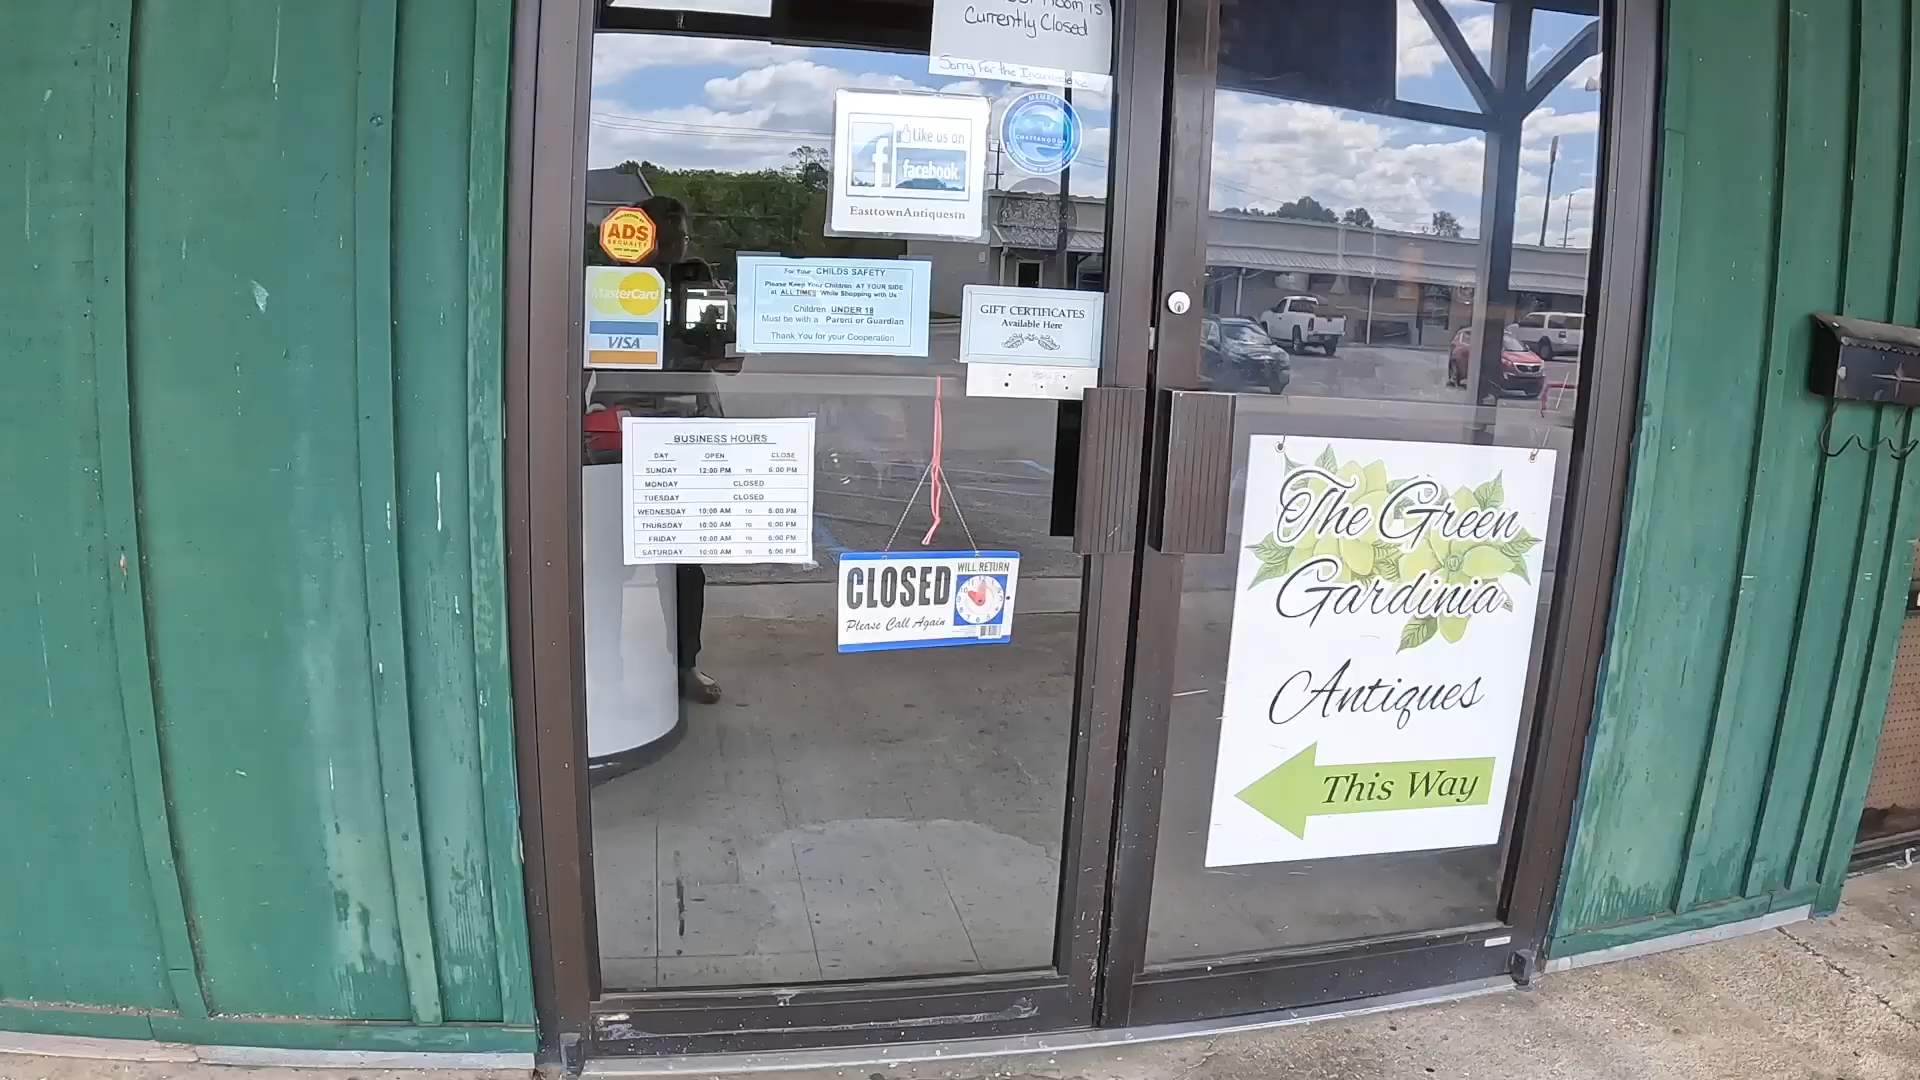 is
Currently Closed
Sorry For the
MEMBER
CHATTANOOGA
Like us on
facebook
EasttownAntiquestn
ADS
SECURITY
MasterCard
VISA
For Your CHILDS SAFETY
Please Keep Your Children AT YOUR SIDE
at ALL TIMES While Shopping with Us
Children UNDER 18
Must be with a Parent or Guardian
Thank You for your Cooperation
GIFT CERTIFICATES
Available Here
BUSINESS HOURS
DAY OPEN CLOSE
SUNDAY 12:00 PM TO 6:00 PM
MONDAY CLOSED
TUESDAY CLOSED
WEDNESDAY 10:00 AM TO 6:00 PM
THURSDAY 10:00 AM TO 6:00 PM
FRIDAY 10:00 AM TO 6:00 PM
SATURDAY 10:00 AM TO 6:00 PM
CLOSED
Please Call Again
WILL RETURN
The Green
Gardinia
Antiques
This Way